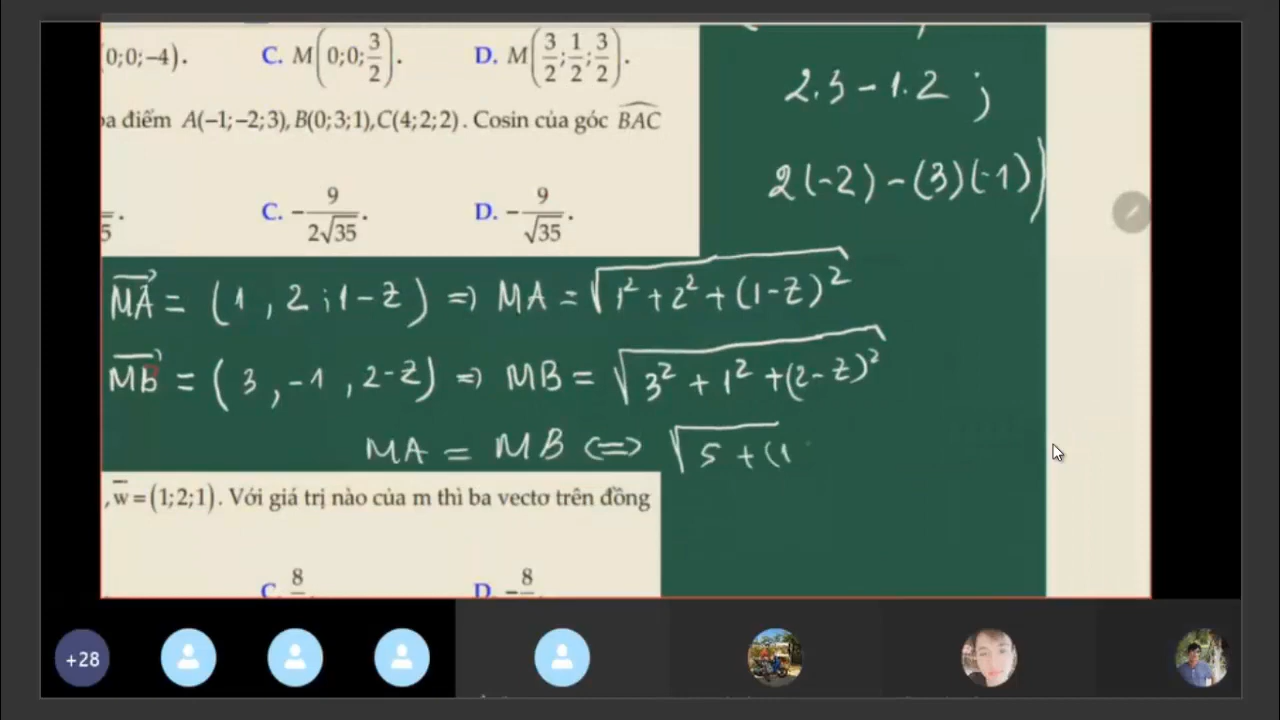 0;0;−4). C. M(0;0;3/2). D. M(3/2;1/2;3/2).
2.3 − 1.2 ;
điểm A(−1;−2;3), B(0;3;1),C(4;2;2). Cosin của góc BAC
2(-2) − (3)(-1))
5. C. −9/(2√35). D. −9/√35.
MA = (1, 2; 1−z) => MA = √(1² + 2² + (1−z)²)
MB = (3, −1, 2−z) => MB = √(3² + 1² + (2−z)²)
MA = MB <=> √(5 + (1
, w = (1;2;1). Với giá trị nào của m thì ba vectơ trên đồng
C. 8 D. −8
+28